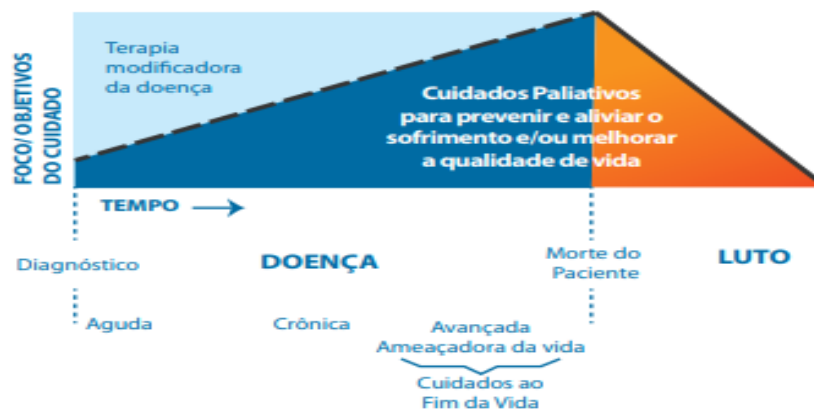 FOCO/ OBJETIVOS
DO CUIDADO
Terapia
modificadora
da doença
Cuidados Paliativos
para prevenir e aliviar o
sofrimento e/ou melhorar
a qualidade de vida
TEMPO
Diagnóstico
DOENÇA
Morte do
Paciente
LUTO
Aguda
Crônica
Avançada
Ameaçadora da vida
Cuidados ao
Fim da Vida